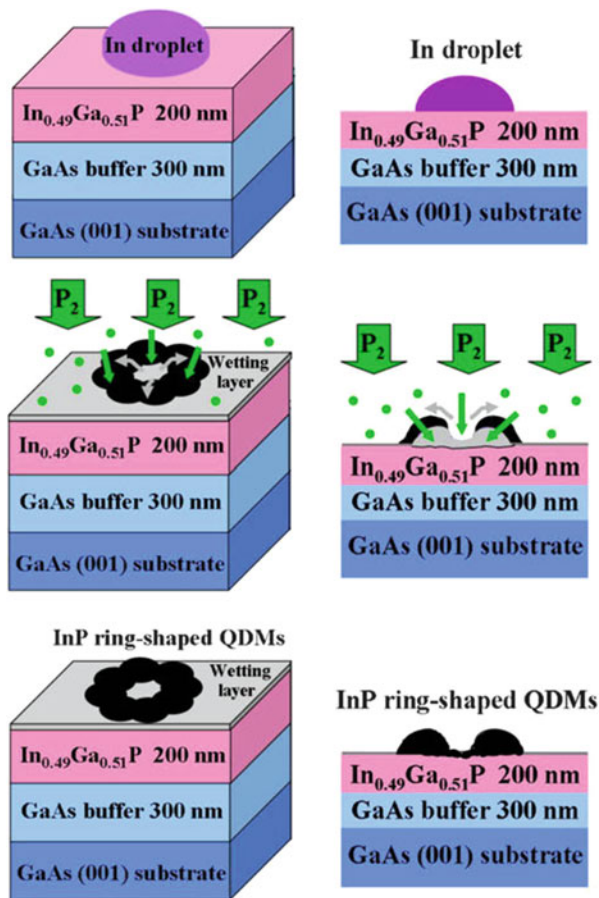 In droplet
In₀.₄₉Ga₀.₅₁P 200 nm
GaAs buffer 300 nm
GaAs (001) substrate
In droplet
In₀.₄₉Ga₀.₅₁P 200 nm
GaAs buffer 300 nm
GaAs (001) substrate
P₂ P₂ P₂
Wetting
layer
In₀.₄₉Ga₀.₅₁P 200 nm
GaAs buffer 300 nm
GaAs (001) substrate
P₂ P₂ P₂
In₀.₄₉Ga₀.₅₁P 200 nm
GaAs buffer 300 nm
GaAs (001) substrate
InP ring-shaped QDMs
Wetting
layer
In₀.₄₉Ga₀.₅₁P 200 nm
GaAs buffer 300 nm
GaAs (001) substrate
InP ring-shaped QDMs
In₀.₄₉Ga₀.₅₁P 200 nm
GaAs buffer 300 nm
GaAs (001) substrate